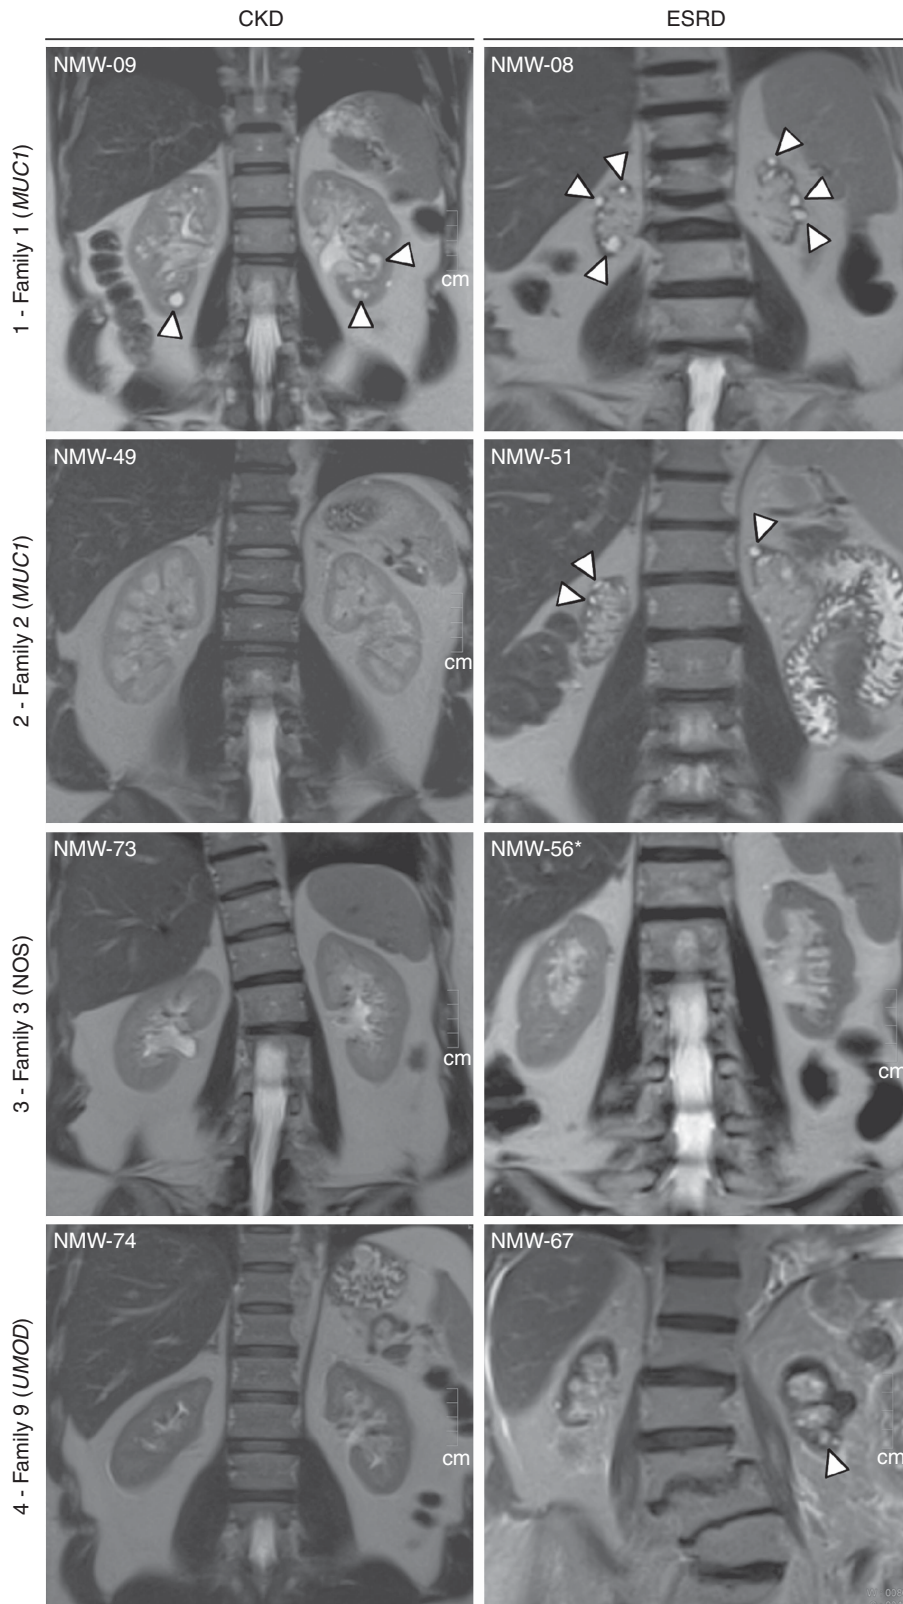 CKD
ESRD
1 - Family 1 (MUC1)
NMW-09
cm
NMW-08
2 - Family 2 (MUC1)
NMW-49
cm
NMW-51
3 - Family 3 (NOS)
NMW-73
cm
NMW-56*
cm
4 - Family 9 (UMOD)
NMW-74
cm
NMW-67
cm